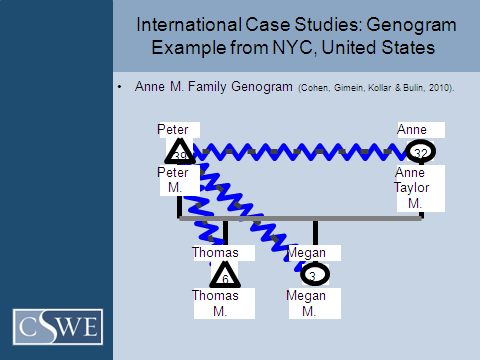 International Case Studies: Genogram
Example from NYC, United States
• Anne M. Family Genogram (Cohen, Gimein, Kollar & Bulin, 2010).
Peter
Anne
39
32
Peter
M.
Anne
Taylor
M.
Thomas
Megan
6
3
Thomas
M.
Megan
M.
CSWE